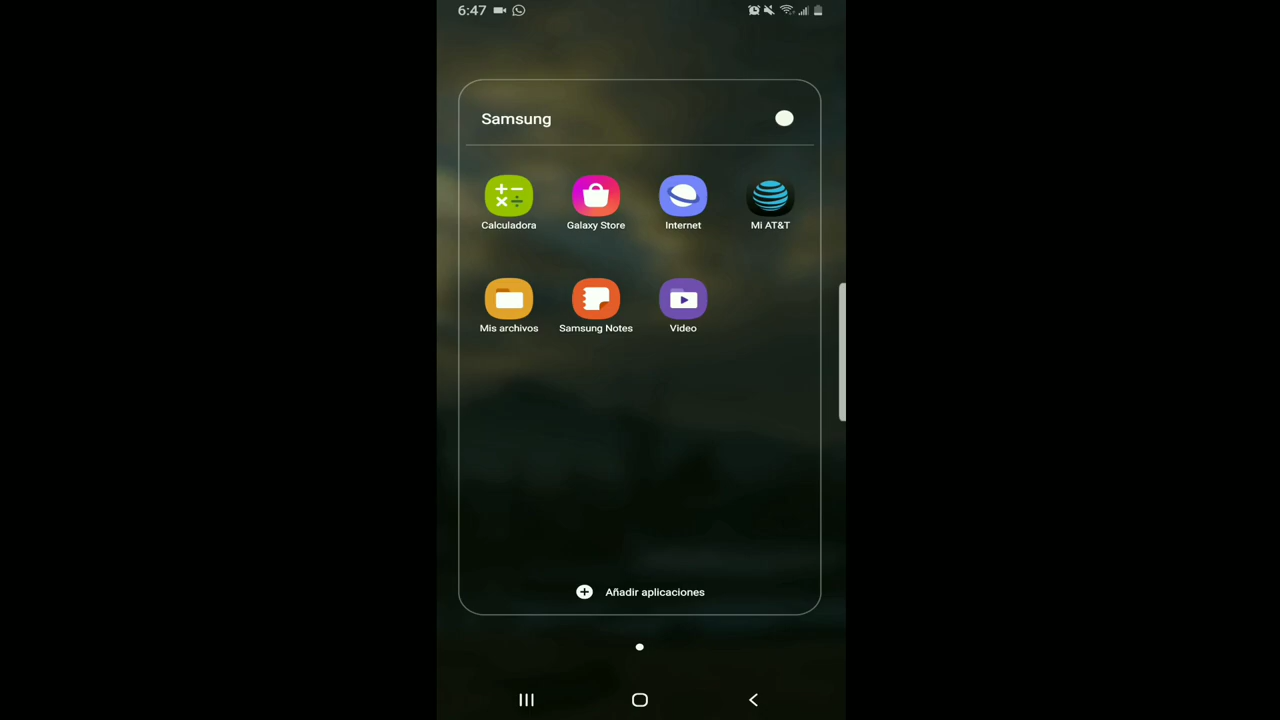 6:47
Samsung
Calculadora
Galaxy Store
Internet
Mi AT&T
Mis archivos
Samsung Notes
Video
Añadir aplicaciones